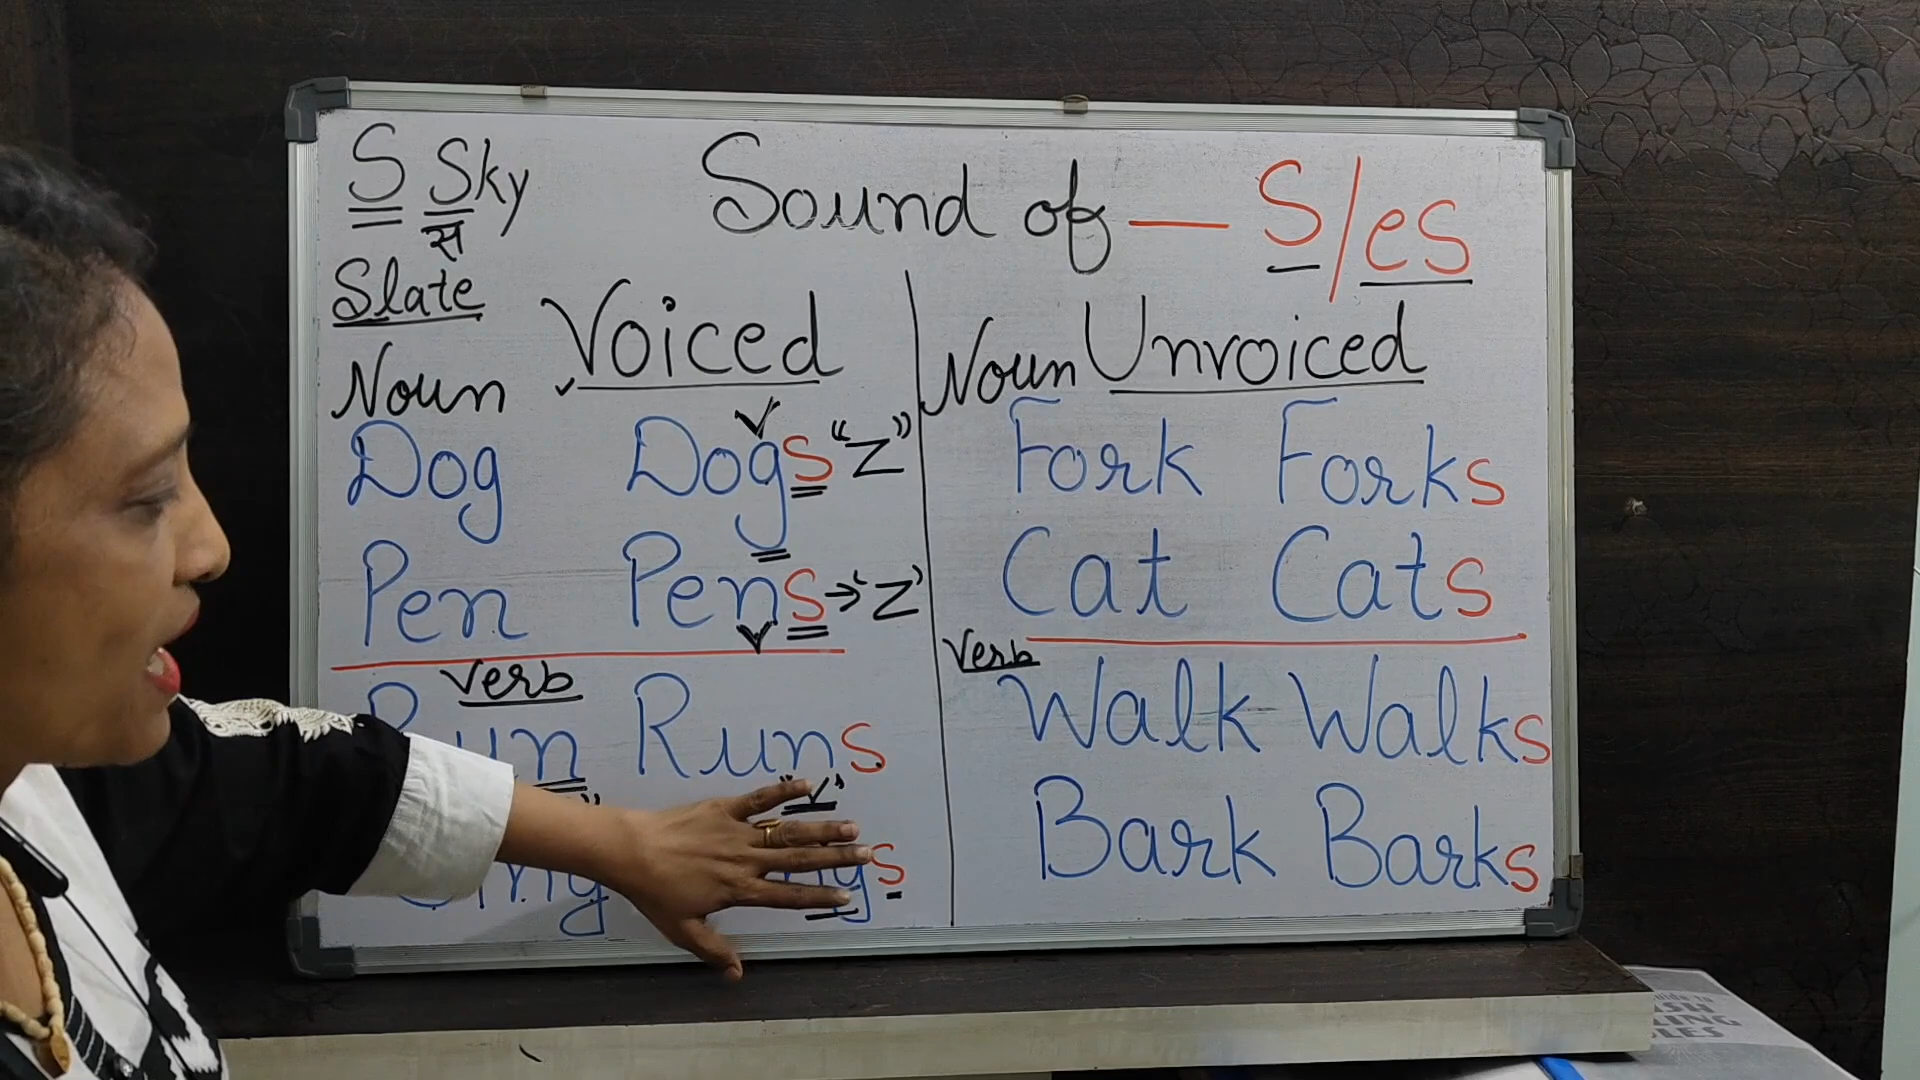 S Sky
स
Sound of — S/es
Slate
Voiced
Noun
Dog Dogs "Z"
Pen Pens → 'Z'
Verb
Run Runs
Noun Unvoiced
Fork Forks
Cat Cats
Verb
Walk Walks
Bark Barks